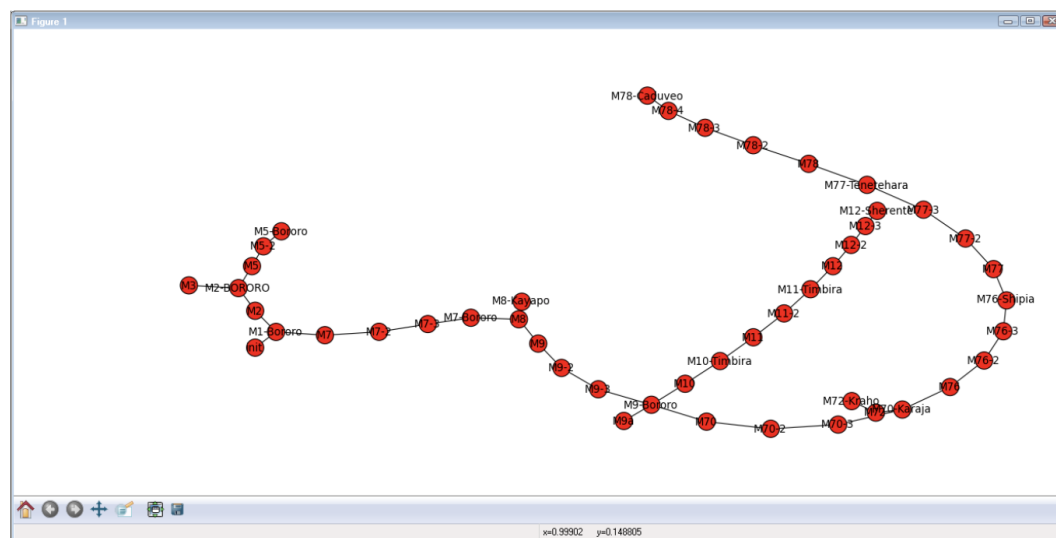 Figure 1
M78-Caduveo
M78-4
M78-3
M78-2
M78
M77-Tenetehara
M12-Sherente
M77-3
M12-3
M5-Bororo
M77-2
M5-2
M12-2
M5
M12
M77
M3
M2-BORORO
M11-Timbira
M76-Shipia
M8-Kayapo
M2
M11-2
M7-Bororo
M8
M7-3
M1-Bororo
M7-2
M76-3
M7
M11
M9
init
M76-2
M10-Timbira
M9-2
M10
M76
M9-3
M72-Kraho
M9-Bororo
M70-Karaja
M72
M9a
M70
M70-3
M70-2
x=0.99902 y=0.148805